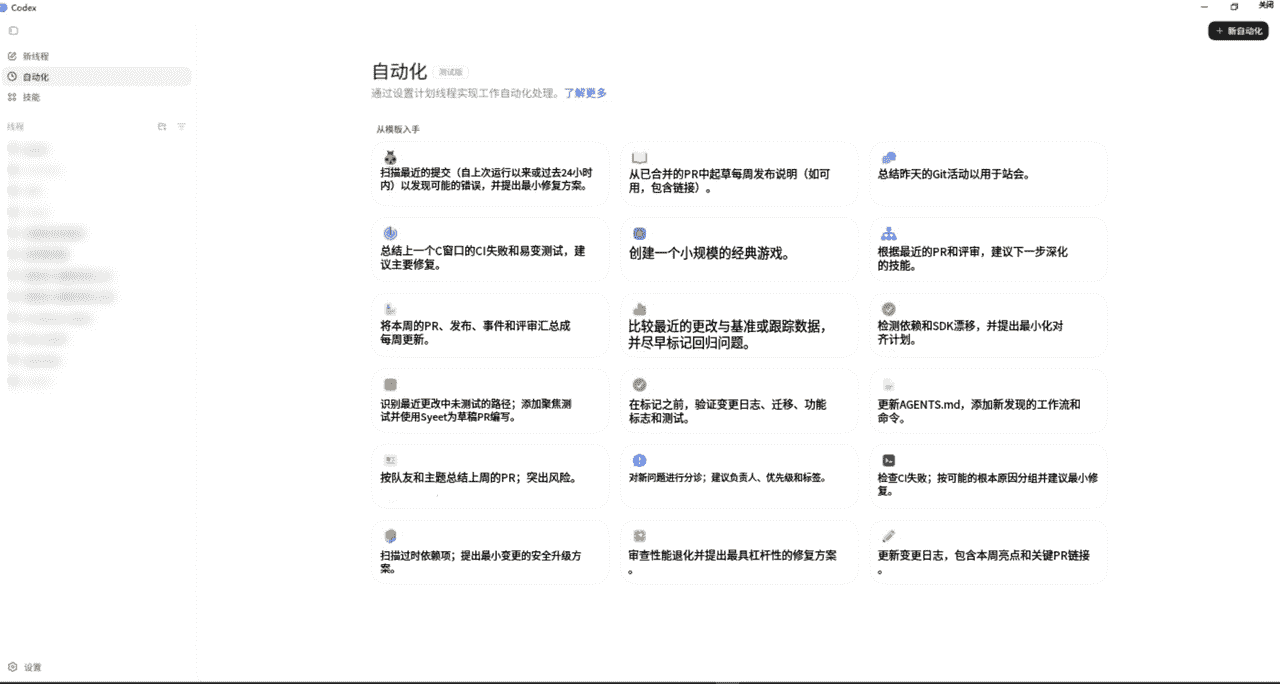 Codex
关闭
+ 新自动化
新线程
自动化
技能
线程
自动化 测试版
通过设置计划线程实现工作自动化处理。了解更多
从模板入手
扫描最近的提交（自上次运行以来或过去24小时
内）以发现可能的错误，并提出最小修复方案。
从已合并的PR中起草每周发布说明（如可
用，包含链接）。
总结昨天的Git活动以用于站会。
总结上一个C窗口的CI失败和易变测试，建
议主要修复。
创建一个小规模的经典游戏。
根据最近的PR和评审，建议下一步深化
的技能。
将本周的PR、发布、事件和评审汇总成
每周更新。
比较最近的更改与基准或跟踪数据，
并尽早标记回归问题。
检测依赖和SDK漂移，并提出最小化对
齐计划。
识别最近更改中未测试的路径；添加聚焦测
试并使用Syeet为草稿PR编写。
在标记之前，验证变更日志、迁移、功能
标志和测试。
更新AGENTS.md，添加新发现的工作流和
命令。
按队友和主题总结上周的PR；突出风险。
对新问题进行分诊；建议负责人、优先级和标签。
检查CI失败；按可能的根本原因分组并建议最小修
复。
扫描过时依赖项；提出最小变更的安全升级方
案。
审查性能退化并提出最具杠杆性的修复方案
。
更新变更日志，包含本周亮点和关键PR链接
。
设置